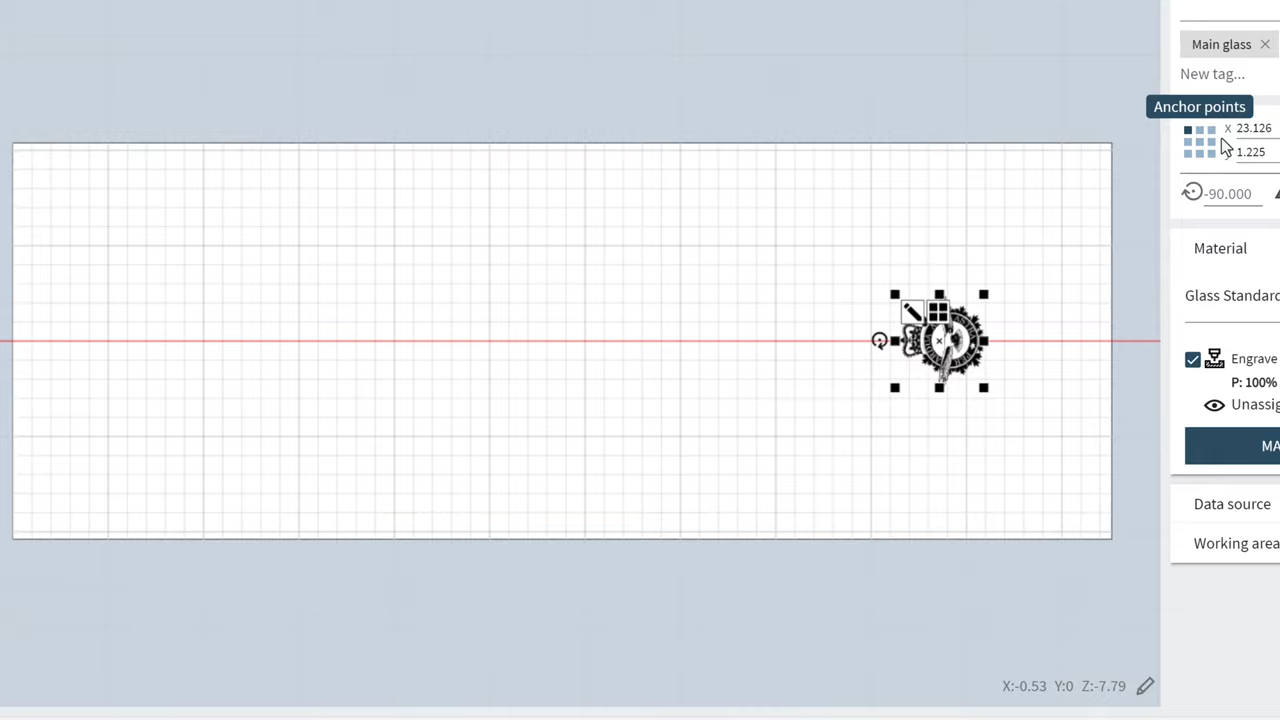 Main glass
New tag...
Anchor points
X 23.126
1.225
-90.000
Material
Glass Standard
Engrave
P: 100%
Unassig
MA
Data source
Working area
X:-0.53 Y:0 Z:-7.79